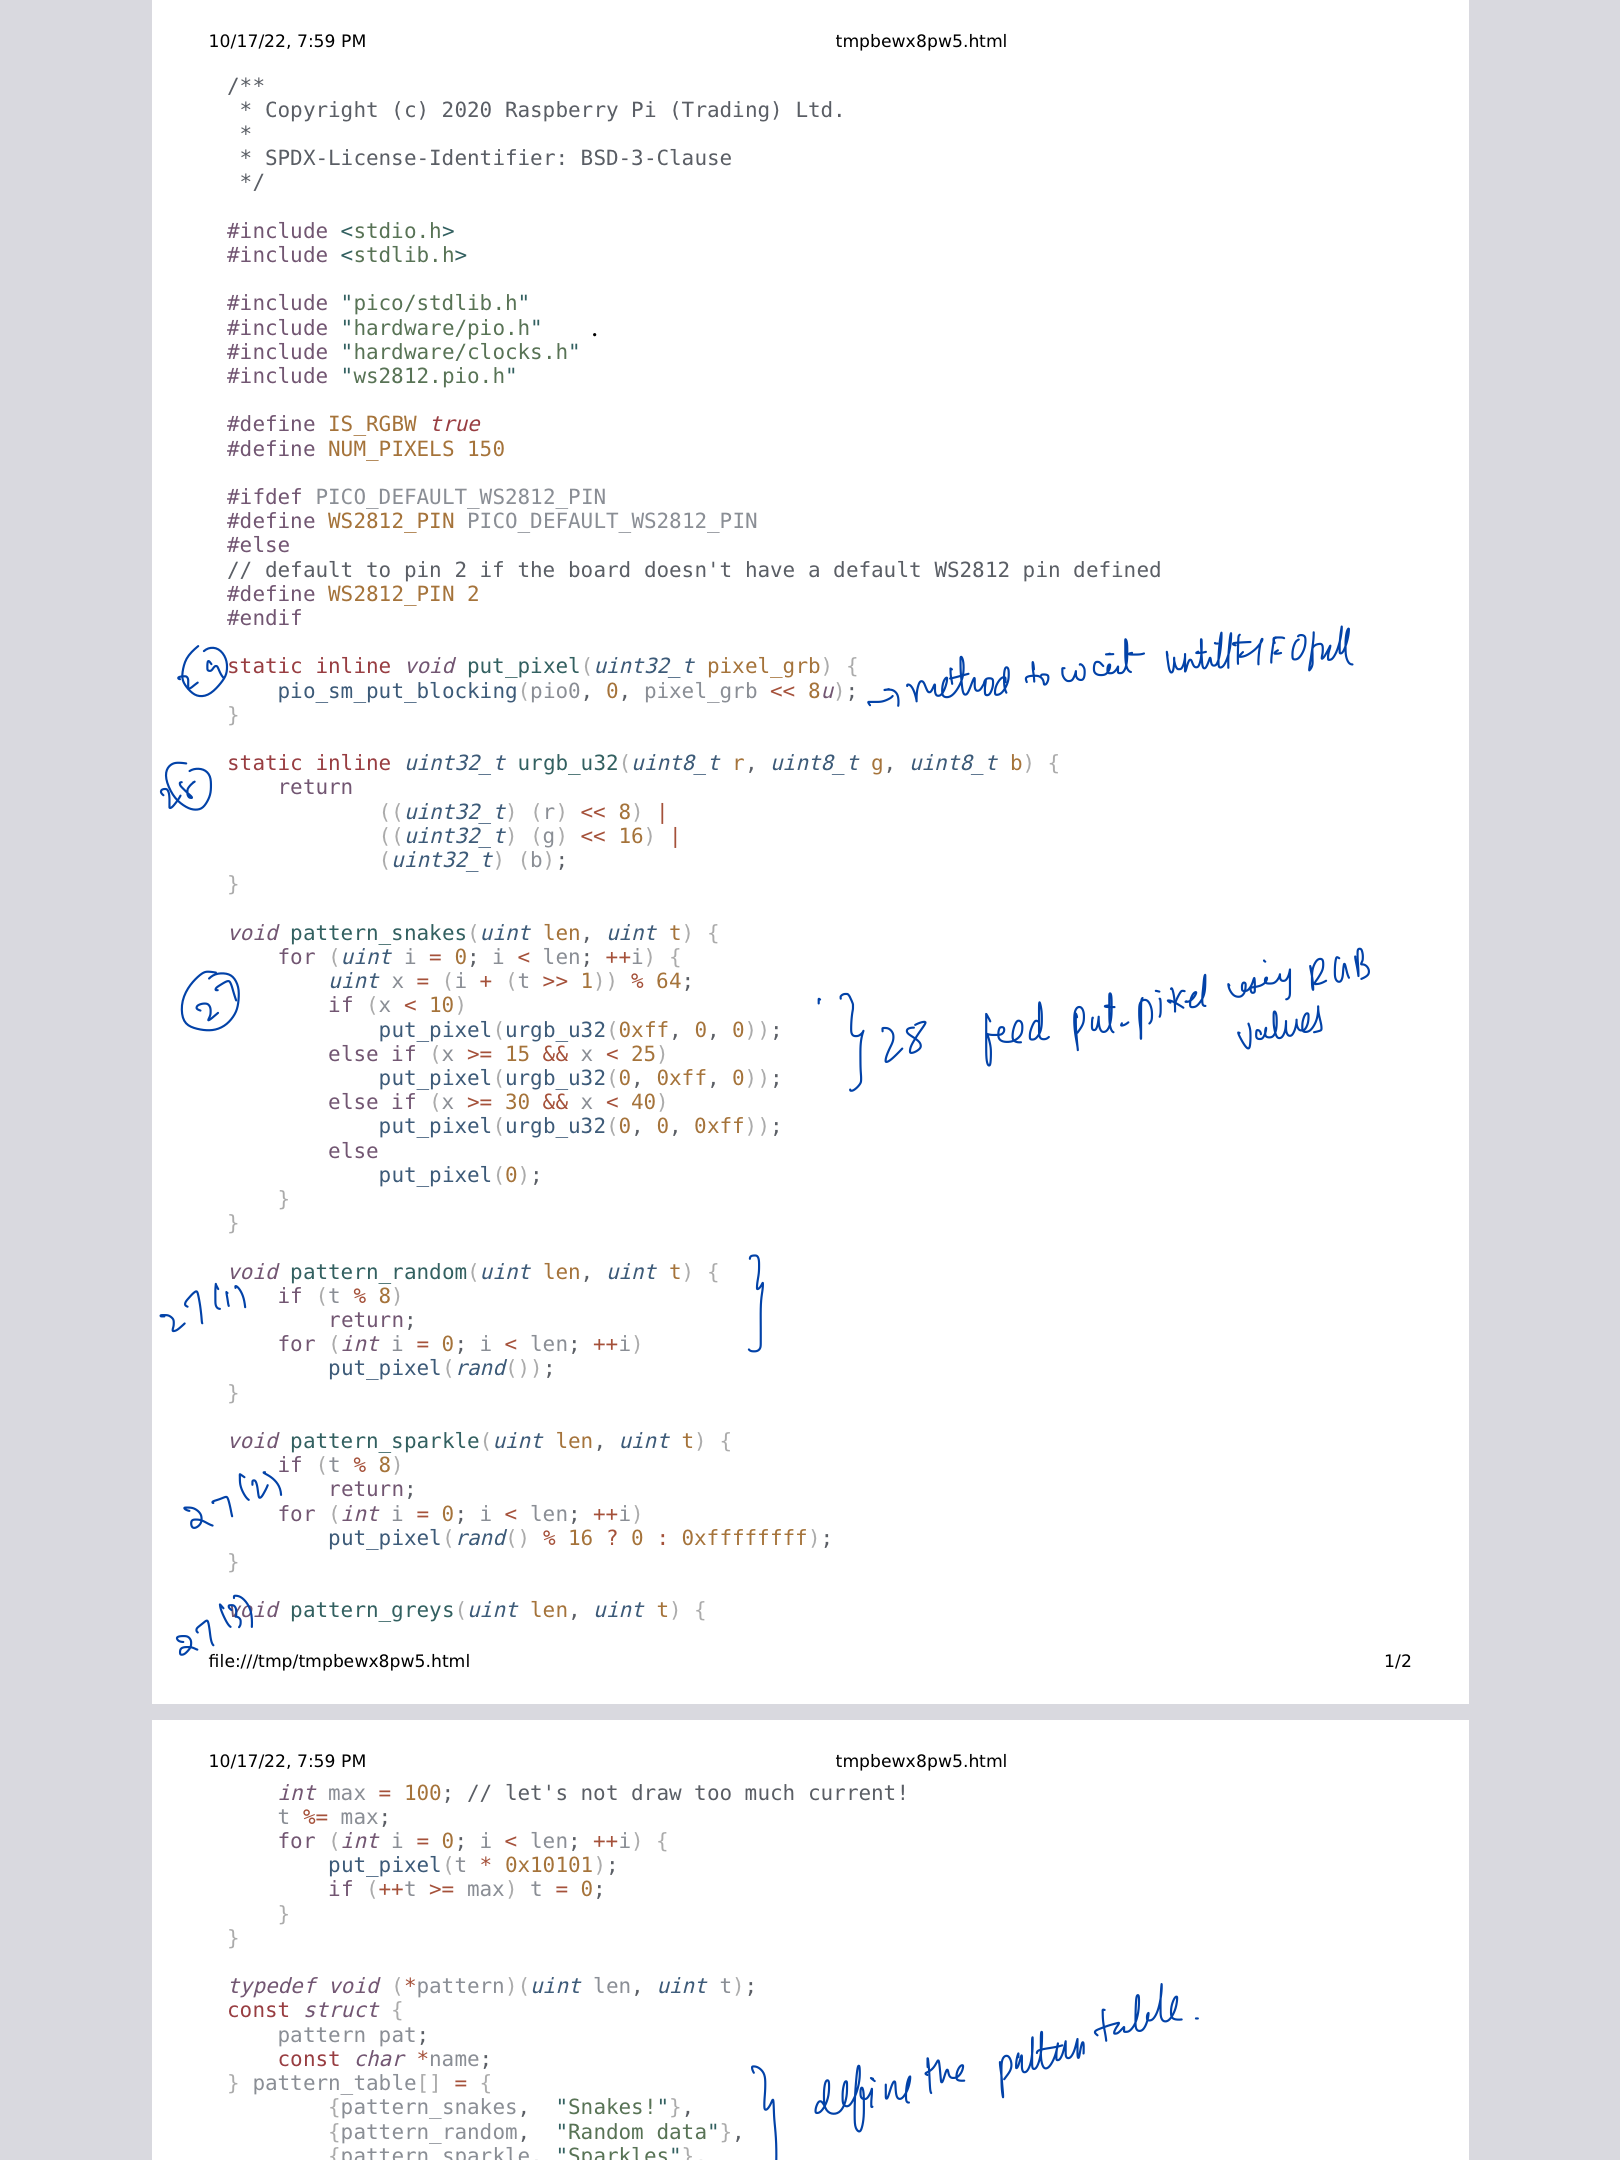 10/17/22, 7:59 PM tmpbewx8pw5.html
/**
 * Copyright (c) 2020 Raspberry Pi (Trading) Ltd.
 *
 * SPDX-License-Identifier: BSD-3-Clause
 */
#include <stdio.h>
#include <stdlib.h>
#include "pico/stdlib.h"
#include "hardware/pio.h"
#include "hardware/clocks.h"
#include "ws2812.pio.h"
#define IS_RGBW true
#define NUM_PIXELS 150
#ifdef PICO_DEFAULT_WS2812_PIN
#define WS2812_PIN PICO_DEFAULT_WS2812_PIN
#else
// default to pin 2 if the board doesn't have a default WS2812 pin defined
#define WS2812_PIN 2
#endif
29 static inline void put_pixel(uint32_t pixel_grb) {
    pio_sm_put_blocking(pio0, 0, pixel_grb << 8u); → method to wait untill FIFO full
}
28 static inline uint32_t urgb_u32(uint8_t r, uint8_t g, uint8_t b) {
    return
            ((uint32_t) (r) << 8) |
            ((uint32_t) (g) << 16) |
            (uint32_t) (b);
}
void pattern_snakes(uint len, uint t) {
    for (uint i = 0; i < len; ++i) {
27      uint x = (i + (t >> 1)) % 64;
        if (x < 10)
            put_pixel(urgb_u32(0xff, 0, 0)); } 28 feed put-pixel using RGB values
        else if (x >= 15 && x < 25)
            put_pixel(urgb_u32(0, 0xff, 0));
        else if (x >= 30 && x < 40)
            put_pixel(urgb_u32(0, 0, 0xff));
        else
            put_pixel(0);
    }
}
void pattern_random(uint len, uint t) { }
27(1) if (t % 8)
        return;
    for (int i = 0; i < len; ++i)
        put_pixel(rand());
}
void pattern_sparkle(uint len, uint t) {
    if (t % 8)
27(2)   return;
    for (int i = 0; i < len; ++i)
        put_pixel(rand() % 16 ? 0 : 0xffffffff);
}
27(3) void pattern_greys(uint len, uint t) {
file:///tmp/tmpbewx8pw5.html 1/2
10/17/22, 7:59 PM tmpbewx8pw5.html
    int max = 100; // let's not draw too much current!
    t %= max;
    for (int i = 0; i < len; ++i) {
        put_pixel(t * 0x10101);
        if (++t >= max) t = 0;
    }
}
typedef void (*pattern)(uint len, uint t);
const struct {
    pattern pat;
    const char *name;
} pattern_table[] = {
        {pattern_snakes,  "Snakes!"}, } define the pattern table.
        {pattern_random,  "Random data"},
        {pattern_sparkle, "Sparkles"},